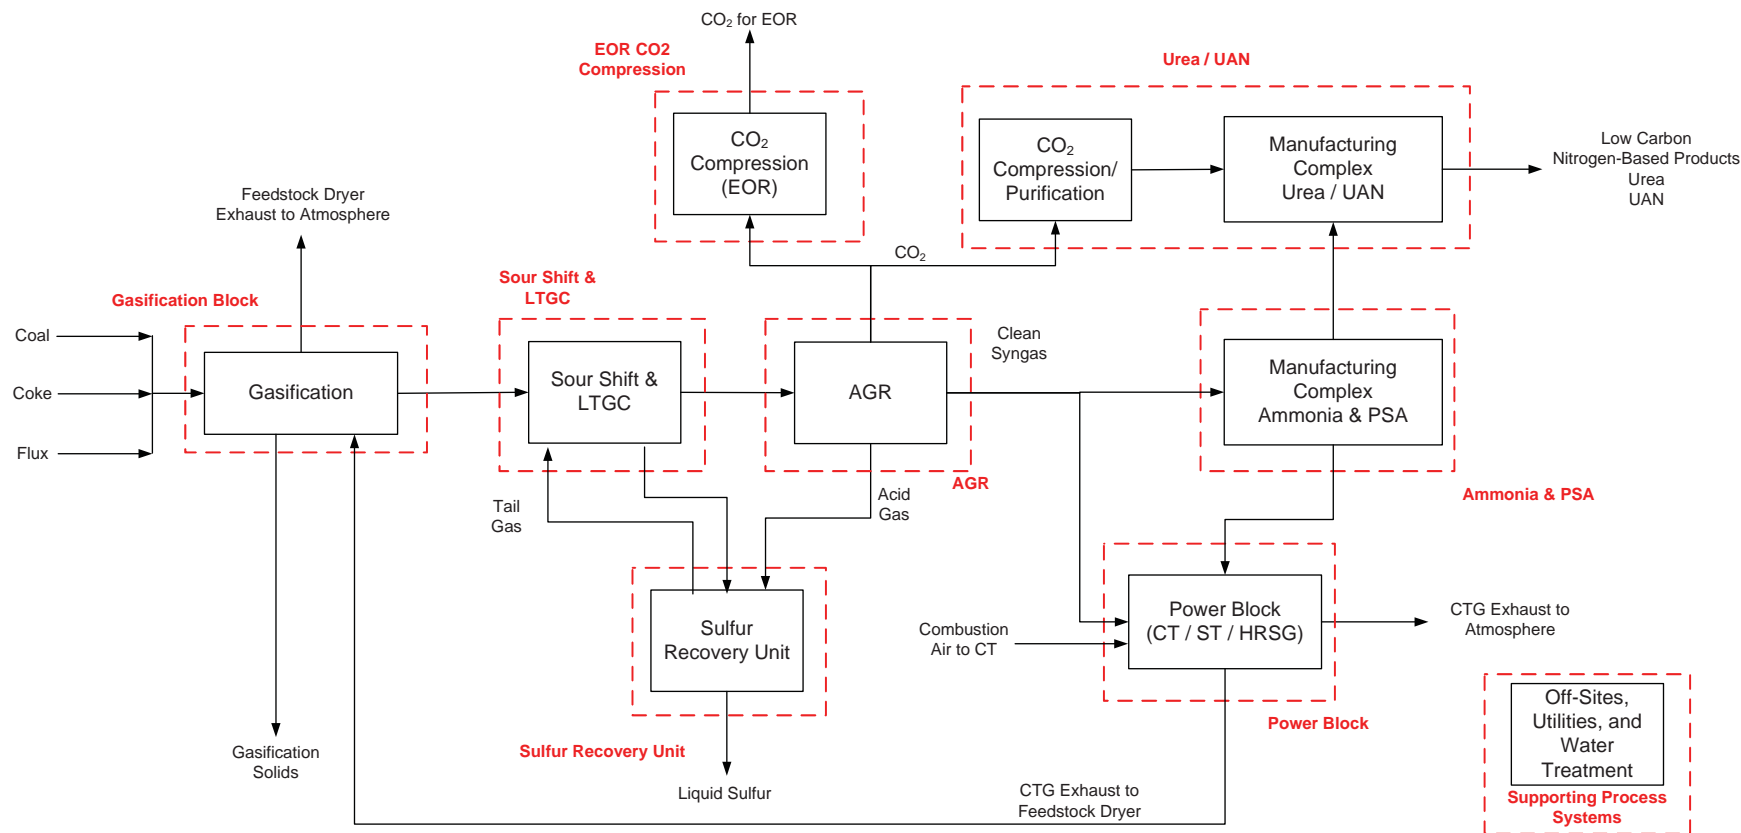 CO₂ for EOR
EOR CO2
Compression
Urea / UAN
CO₂
Compression
(EOR)
CO₂
Compression/
Purification
Manufacturing
Complex
Urea / UAN
Low Carbon
Nitrogen-Based Products
Urea
UAN
Feedstock Dryer
Exhaust to Atmosphere
CO₂
Gasification Block
Sour Shift &
LTGC
Coal
Coke
Flux
Gasification
Sour Shift &
LTGC
AGR
Clean
Syngas
Manufacturing
Complex
Ammonia & PSA
AGR
Ammonia & PSA
Tail
Gas
Acid
Gas
Sulfur
Recovery Unit
Combustion
Air to CT
Power Block
(CT / ST / HRSG)
CTG Exhaust to
Atmosphere
Gasification
Solids
Sulfur Recovery Unit
Liquid Sulfur
Power Block
CTG Exhaust to
Feedstock Dryer
Off-Sites,
Utilities, and
Water
Treatment
Supporting Process
Systems